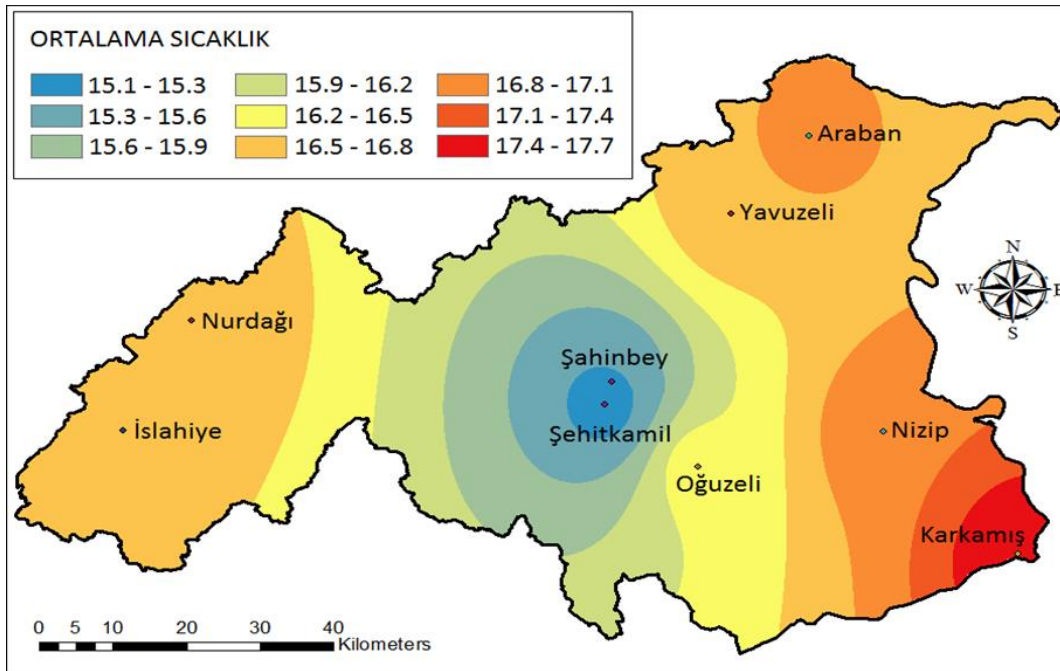 ORTALAMA SICAKLIK
15.1 - 15.3
15.9 - 16.2
16.8 - 17.1
15.3 - 15.6
16.2 - 16.5
17.1 - 17.4
15.6 - 15.9
16.5 - 16.8
17.4 - 17.7
Araban
Yavuzeli
N
W
E
S
Nurdağı
Şahinbey
Şehitkamil
İslahiye
Nizip
Oğuzeli
Karkamış
0 5 10 20 30 40
Kilometers